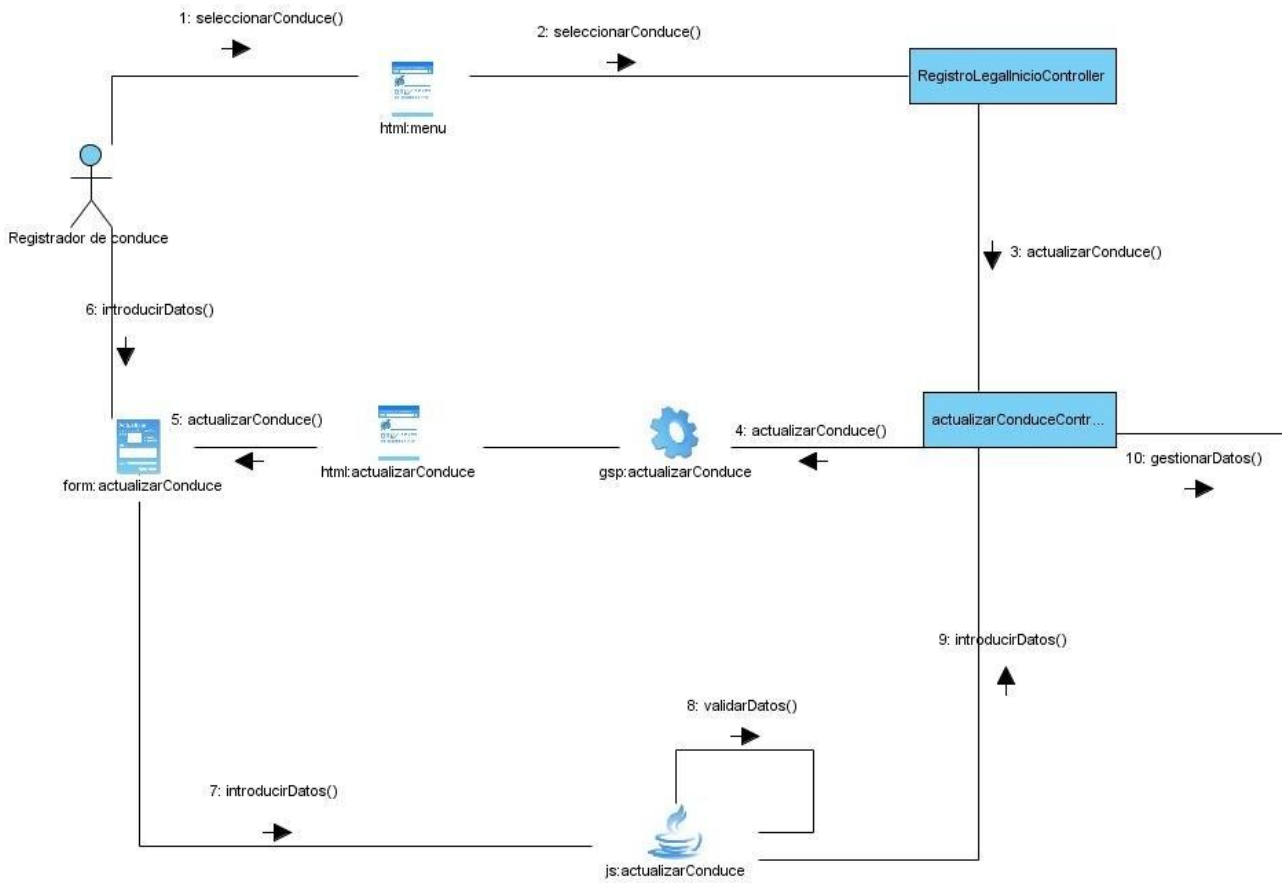 1: seleccionarConduce()
2: seleccionarConduce()
RegistroLegalInicioController
html:menu
Registrador de conduce
3: actualizarConduce()
6: introducirDatos()
5: actualizarConduce()
4: actualizarConduce()
actualizarConduceContr...
form:actualizarConduce
html:actualizarConduce
gsp:actualizarConduce
10: gestionarDatos()
9: introducirDatos()
8: validarDatos()
7: introducirDatos()
js:actualizarConduce